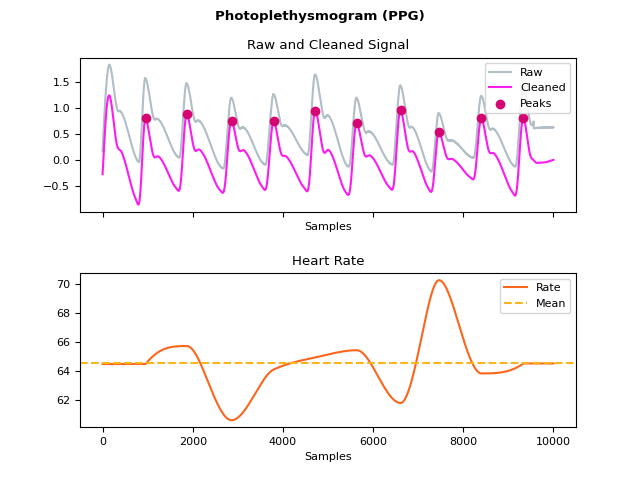 Photoplethysmogram (PPG)
Raw and Cleaned Signal
Raw
Cleaned
Peaks
1.5
1.0
0.5
0.0
−0.5
Samples
Heart Rate
Rate
Mean
70
68
66
64
62
0 2000 4000 6000 8000 10000
Samples